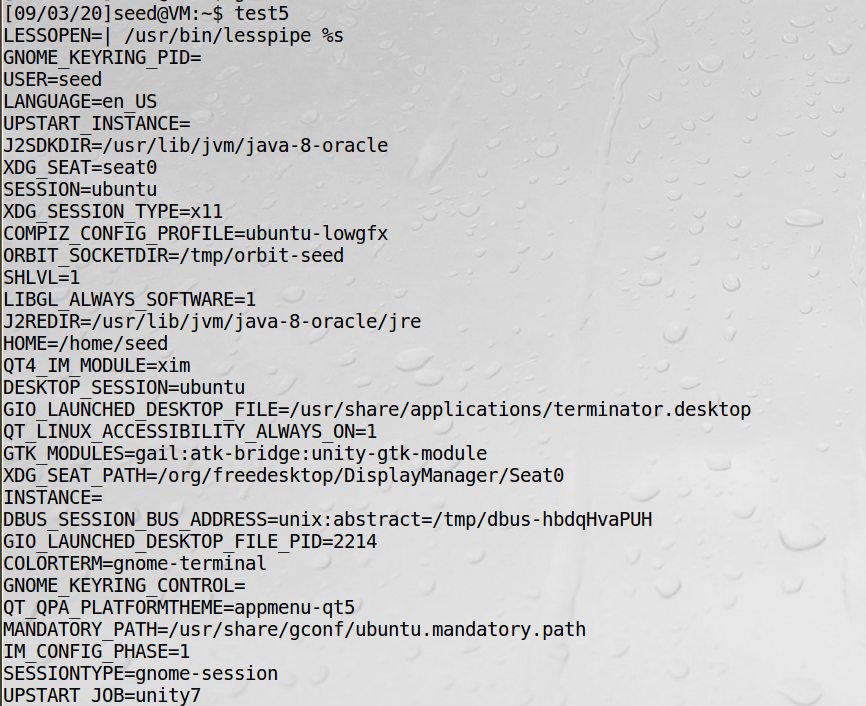 [09/03/20]seed@VM:~$ test5
LESSOPEN=| /usr/bin/lesspipe %s
GNOME_KEYRING_PID=
USER=seed
LANGUAGE=en_US
UPSTART_INSTANCE=
J2SDKDIR=/usr/lib/jvm/java-8-oracle
XDG_SEAT=seat0
SESSION=ubuntu
XDG_SESSION_TYPE=x11
COMPIZ_CONFIG_PROFILE=ubuntu-lowgfx
ORBIT_SOCKETDIR=/tmp/orbit-seed
SHLVL=1
LIBGL_ALWAYS_SOFTWARE=1
J2REDIR=/usr/lib/jvm/java-8-oracle/jre
HOME=/home/seed
QT4_IM_MODULE=xim
DESKTOP_SESSION=ubuntu
GIO_LAUNCHED_DESKTOP_FILE=/usr/share/applications/terminator.desktop
QT_LINUX_ACCESSIBILITY_ALWAYS_ON=1
GTK_MODULES=gail:atk-bridge:unity-gtk-module
XDG_SEAT_PATH=/org/freedesktop/DisplayManager/Seat0
INSTANCE=
DBUS_SESSION_BUS_ADDRESS=unix:abstract=/tmp/dbus-hbdqHvaPUH
GIO_LAUNCHED_DESKTOP_FILE_PID=2214
COLORTERM=gnome-terminal
GNOME_KEYRING_CONTROL=
QT_QPA_PLATFORMTHEME=appmenu-qt5
MANDATORY_PATH=/usr/share/gconf/ubuntu.mandatory.path
IM_CONFIG_PHASE=1
SESSIONTYPE=gnome-session
UPSTART_JOB=unity7